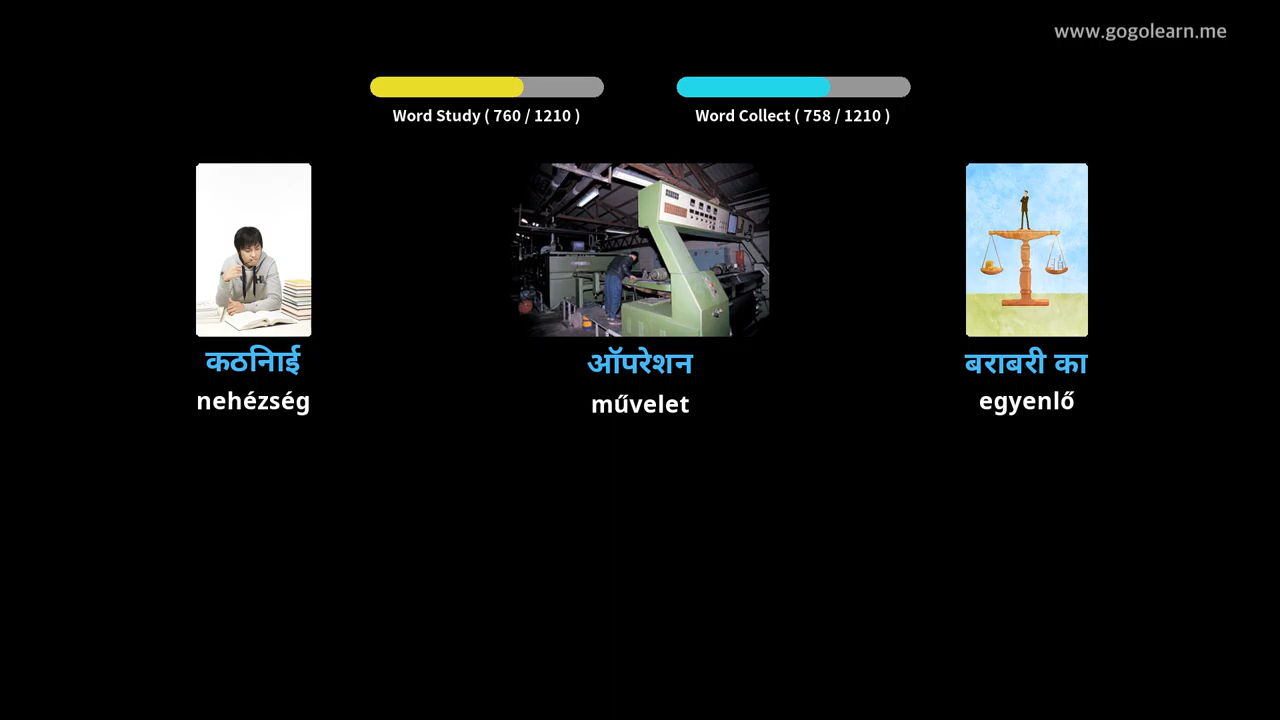 www.gogolearn.me
Word Study ( 760 / 1210 )
Word Collect ( 758 / 1210 )
कठिनाई
ऑपरेशन
बराबरी का
nehézség
művelet
egyenlő